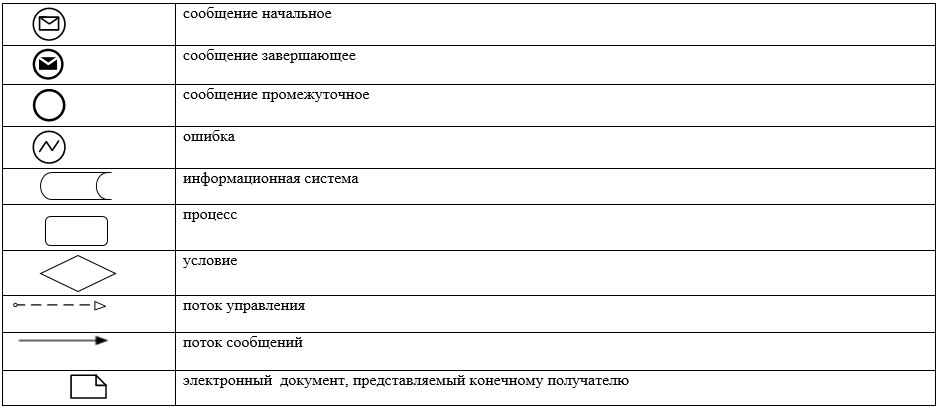 сообщение начальное
сообщение завершающее
сообщение промежуточное
ошибка
информационная система
процесс
условие
поток управления
поток сообщений
электронный документ, представляемый конечному получателю